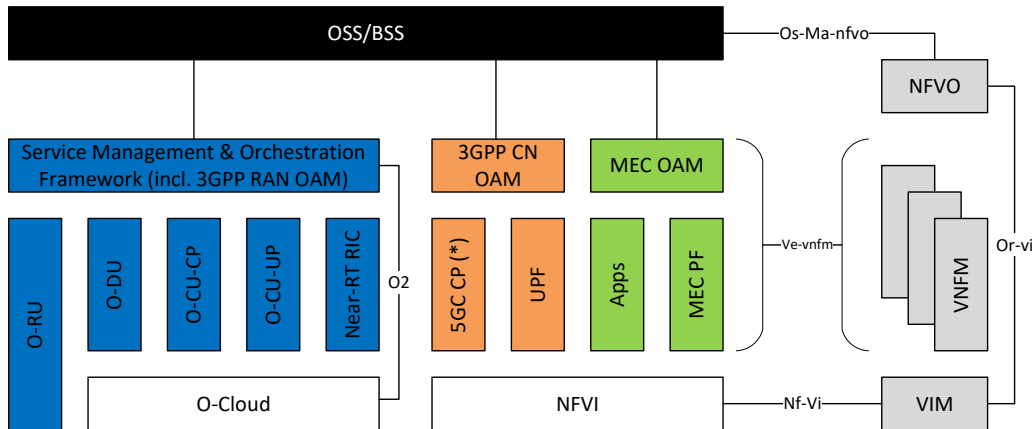 OSS/BSS
Os-Ma-nfvo
NFVO
Service Management & Orchestration
Framework (incl. 3GPP RAN OAM)
3GPP CN
OAM
MEC OAM
O-RU
O-DU
O-CU-CP
O-CU-UP
Near-RT RIC
O2
5GC CP (*)
UPF
Apps
MEC PF
Ve-vnfm
VNFM
Or-vi
O-Cloud
NFVI
Nf-Vi
VIM